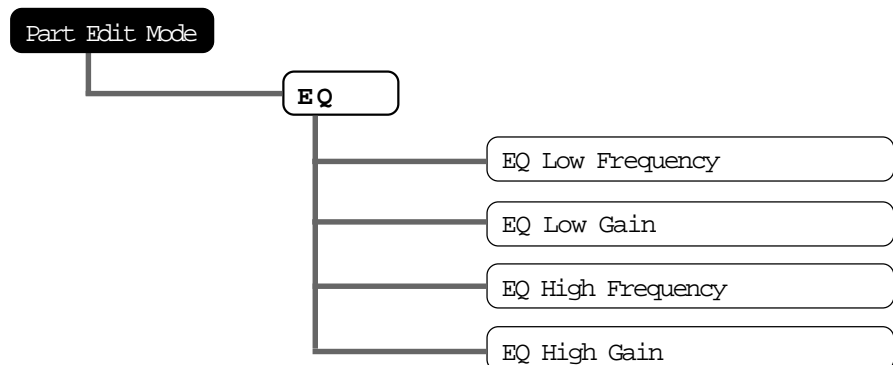 Part Edit Mode
EQ
EQ Low Frequency
EQ Low Gain
EQ High Frequency
EQ High Gain